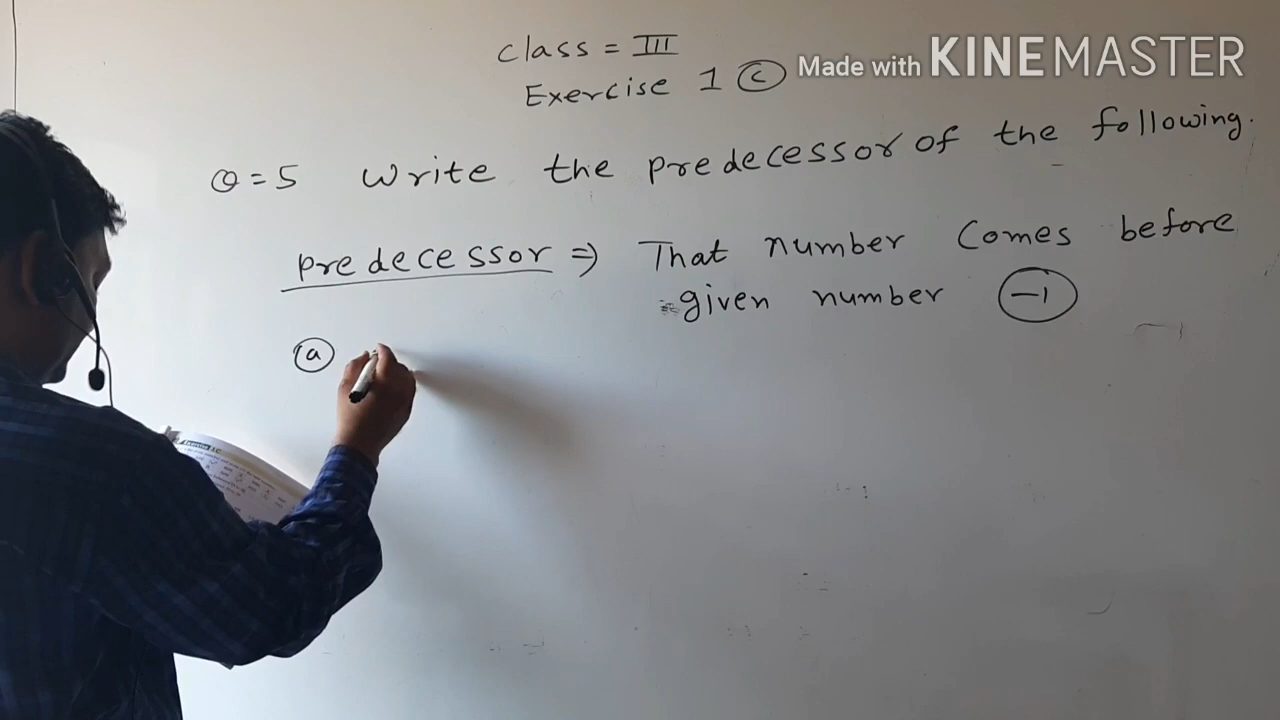 class = III
Exercise 1 (c)
Made with KINEMASTER
Q = 5 Write the predecessor of the following.
predecessor ⇒ That number Comes before
given number (-1)
(a)